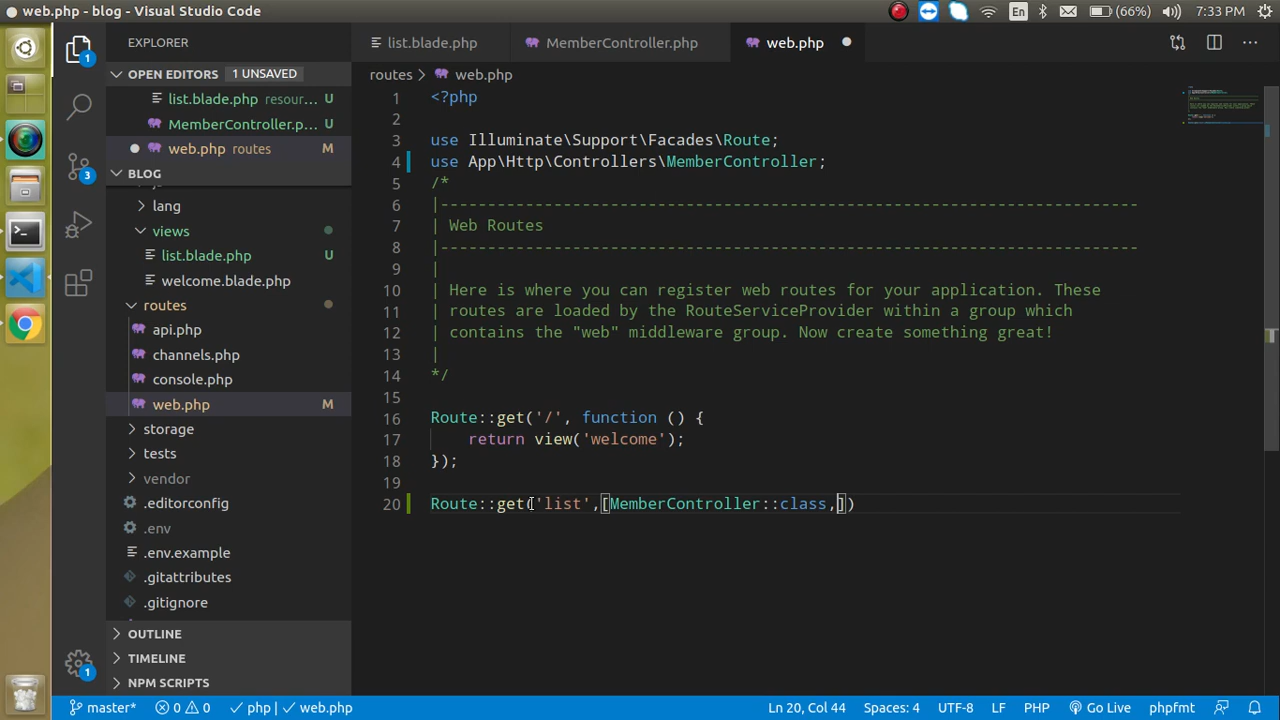 web.php - blog - Visual Studio Code
En (66%) 7:33 PM
EXPLORER
list.blade.php MemberController.php web.php
OPEN EDITORS 1 UNSAVED
list.blade.php resour... U
MemberController.p... U
web.php routes M
BLOG
lang
views
list.blade.php U
welcome.blade.php
routes
api.php
channels.php
console.php
web.php M
storage
tests
vendor
.editorconfig
.env
.env.example
.gitattributes
.gitignore
OUTLINE
TIMELINE
NPM SCRIPTS
1
3
1
routes > web.php
1 <?php
2
3 use Illuminate\Support\Facades\Route;
4 use App\Http\Controllers\MemberController;
5 /*
6 |--------------------------------------------------------------------------
7 | Web Routes
8 |--------------------------------------------------------------------------
9 |
10 | Here is where you can register web routes for your application. These
11 | routes are loaded by the RouteServiceProvider within a group which
12 | contains the "web" middleware group. Now create something great!
13 |
14 */
15
16 Route::get('/', function () {
17 return view('welcome');
18 });
19
20 Route::get('list',[MemberController::class,])
master* 0 0 php | web.php Ln 20, Col 44 Spaces: 4 UTF-8 LF PHP Go Live phpfmt